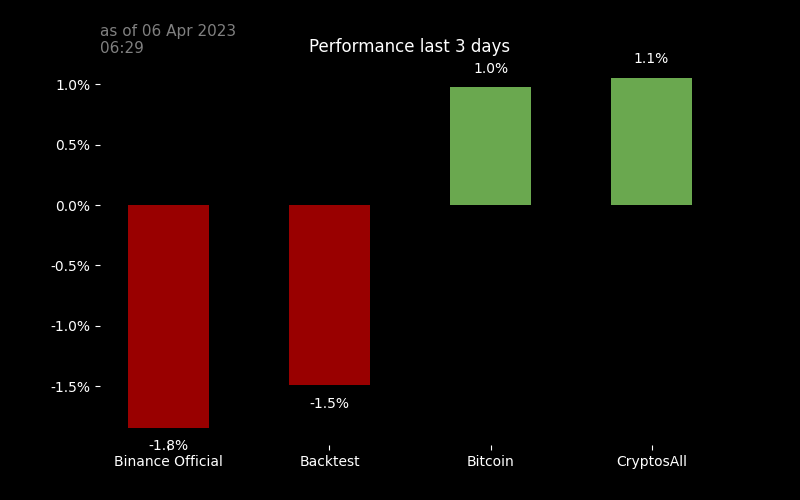 as of 06 Apr 2023
06:29
Performance last 3 days
1.0%
1.1%
1.0%
0.5%
0.0%
-0.5%
-1.0%
-1.5%
-1.5%
-1.8%
Binance Official
Backtest
Bitcoin
CryptosAll